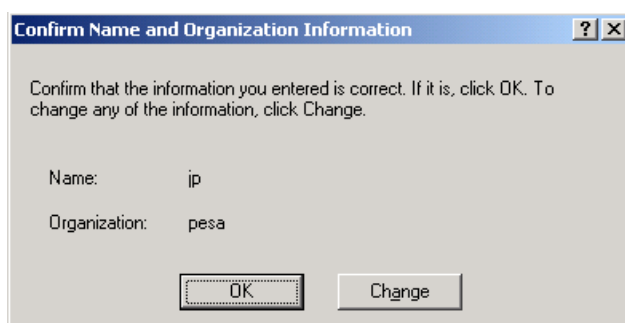 Confirm Name and Organization Information
Confirm that the information you entered is correct. If it is, click OK. To
change any of the information, click Change.
Name: jp
Organization: pesa
OK Change